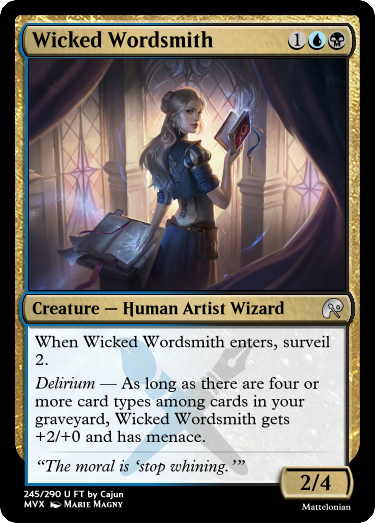 Wicked Wordsmith 1
Creature — Human Artist Wizard
When Wicked Wordsmith enters, surveil
2.
Delirium — As long as there are four or
more card types among cards in your
graveyard, Wicked Wordsmith gets
+2/+0 and has menace.
“The moral is ‘stop whining.’”
2/4
245/290 U FT by Cajun
MVX Marie Magny
Mattelonian